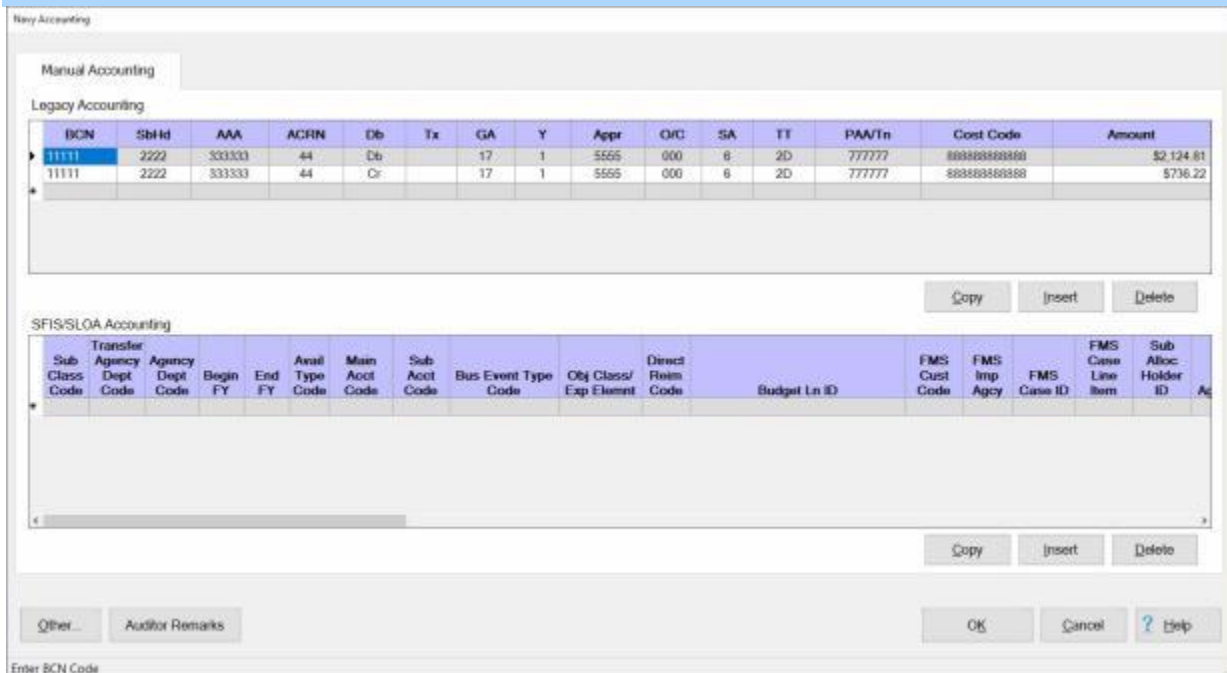 Navy Accounting
Manual Accounting
Legacy Accounting
BCN SbHd AAA ACRN Db Tx GA Y Appr O/C SA TT PAA/Tn Cost Code Amount
11111 2222 333333 44 Db 17 1 5555 000 6 2D 777777 888888888888 $2,124.81
11111 2222 333333 44 Cr 17 1 5555 000 6 2D 777777 888888888888 $736.22
Copy Insert Delete
SFIS/SLOA Accounting
Transfer FMS Sub
Sub Agency Agency Avail Main Sub Direct FMS FMS Case Alloc
Class Dept Dept Begin End Type Acct Acct Bus Event Type Obj Class/ Reim Cust Imp FMS Line Holder
Code Code Code FY FY Code Code Code Code Exp Elemnt Code Budget Ln ID Code Agcy Case ID Item ID
Copy Insert Delete
Other... Auditor Remarks OK Cancel ? Help
Enter BCN Code